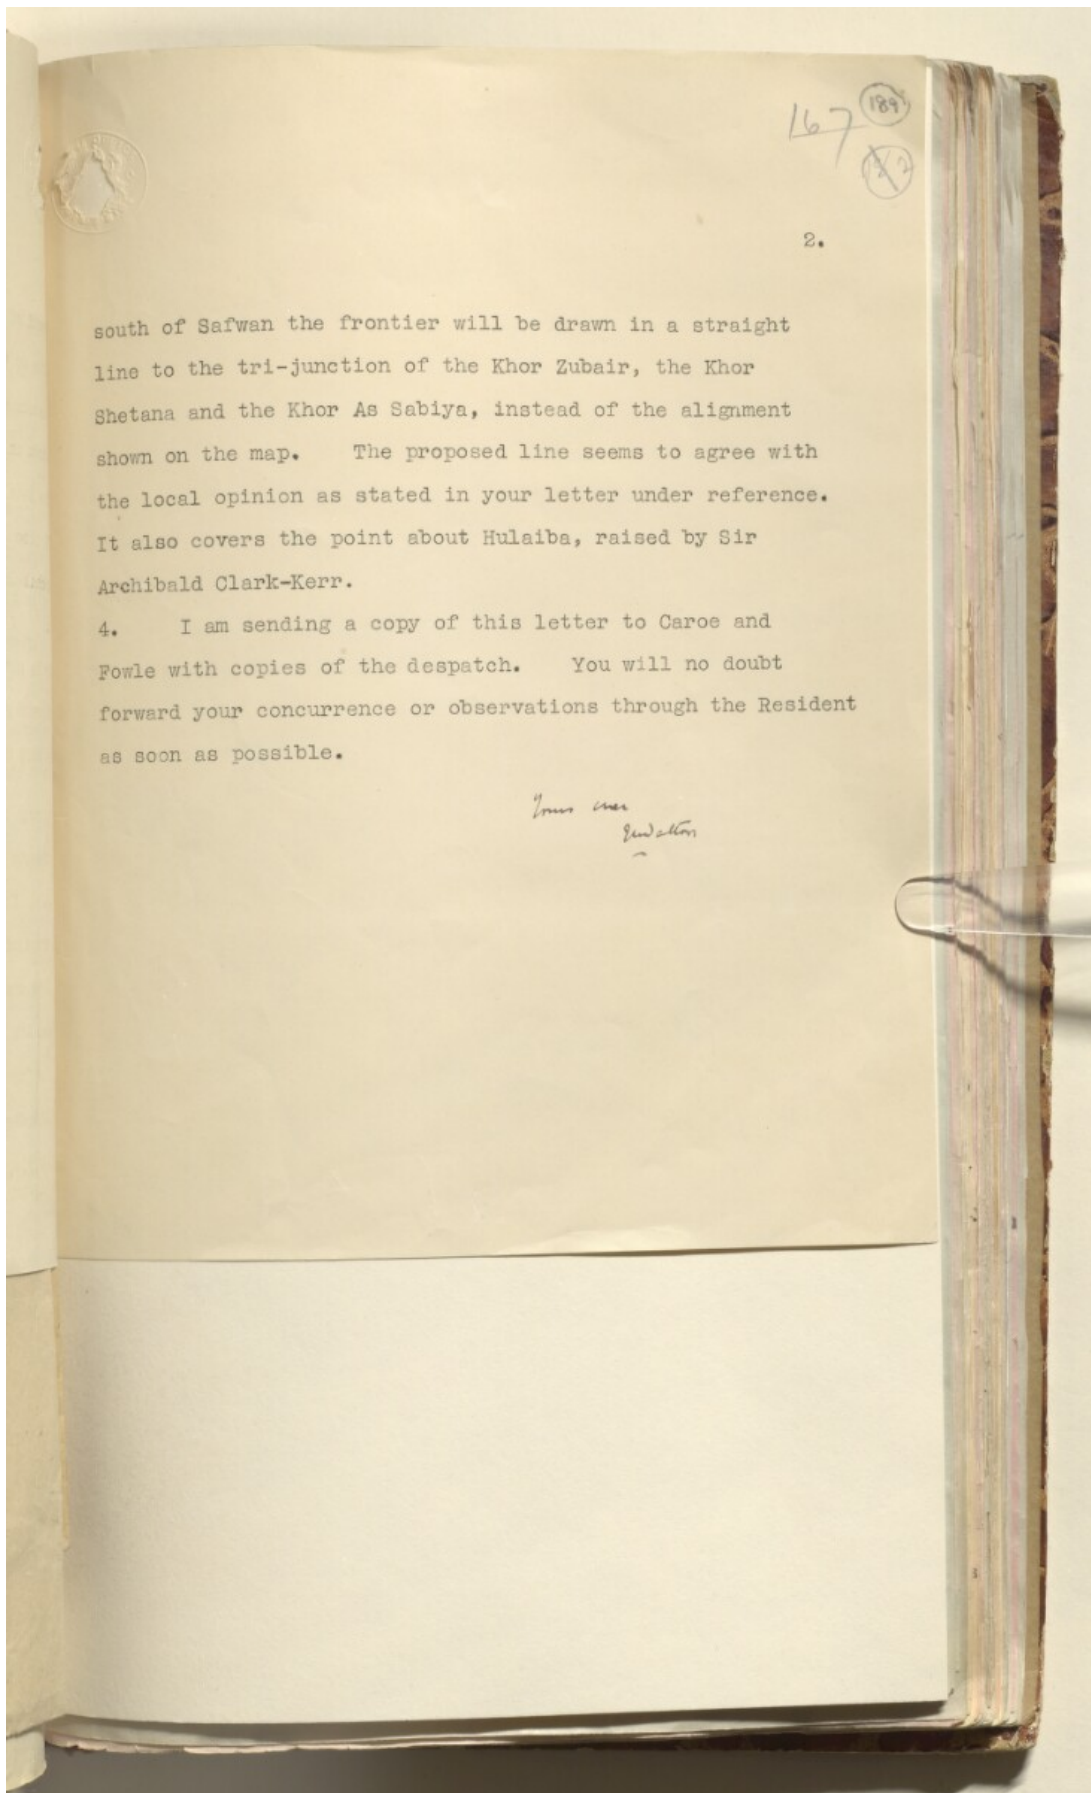 189
167
2.
south of Safwan the frontier will be drawn in a straight
line to the tri-junction of the Khor Zubair, the Khor
Shetana and the Khor As Sabiya, instead of the alignment
shown on the map. The proposed line seems to agree with
the local opinion as stated in your letter under reference.
It also covers the point about Hulaiba, raised by Sir
Archibald Clark-Kerr.
4. I am sending a copy of this letter to Caroe and
Fowle with copies of the despatch. You will no doubt
forward your concurrence or observations through the Resident
as soon as possible.
Yours ever